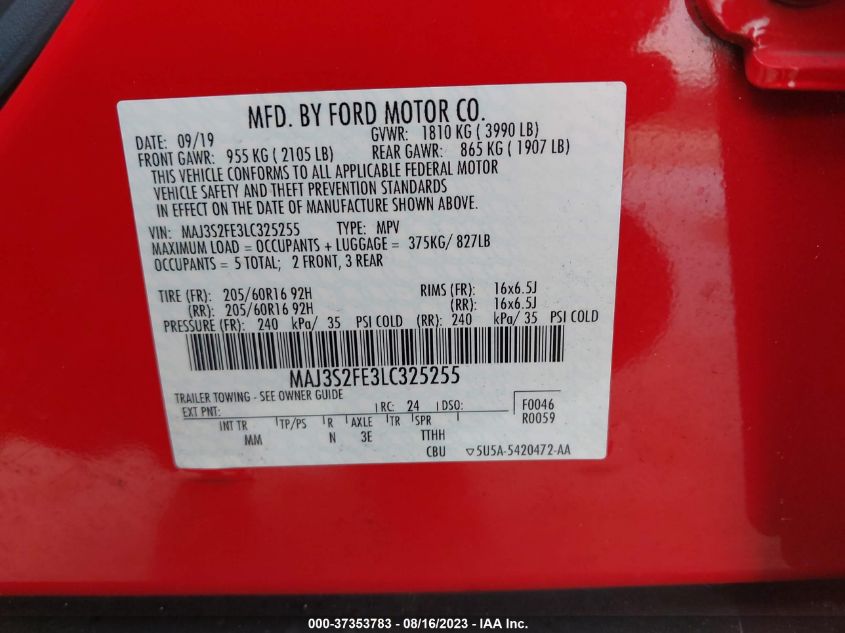 MFD. BY FORD MOTOR CO.
DATE: 09/19 GVWR: 1810 KG ( 3990 LB)
FRONT GAWR: 955 KG ( 2105 LB) REAR GAWR: 865 KG ( 1907 LB)
THIS VEHICLE CONFORMS TO ALL APPLICABLE FEDERAL MOTOR
VEHICLE SAFETY AND THEFT PREVENTION STANDARDS
IN EFFECT ON THE DATE OF MANUFACTURE SHOWN ABOVE.
VIN: MAJ3S2FE3LC325255 TYPE: MPV
MAXIMUM LOAD = OCCUPANTS + LUGGAGE = 375KG/ 827LB
OCCUPANTS = 5 TOTAL; 2 FRONT, 3 REAR
TIRE (FR): 205/60R16 92H RIMS (FR): 16x6.5J
(RR): 205/60R16 92H (RR): 16x6.5J
PRESSURE (FR): 240 kPa/ 35 PSI COLD (RR): 240 kPa/ 35 PSI COLD
MAJ3S2FE3LC325255
TRAILER TOWING - SEE OWNER GUIDE
EXT PNT: RC: 24 DSO: F0046
INT TR TP/PS R AXLE TR SPR R0059
MM N 3E TTHH
CBU ▽5U5A-5420472-AA
000-37353783 - 08/16/2023 - IAA Inc.